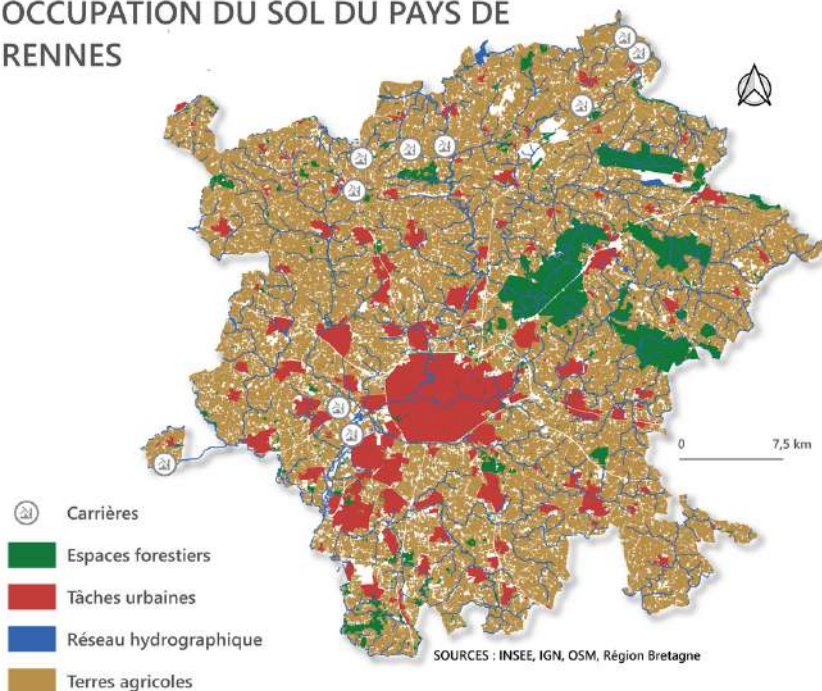 OCCUPATION DU SOL DU PAYS DE
RENNES
0 7,5 km
Carrières
Espaces forestiers
Tâches urbaines
Réseau hydrographique
Terres agricoles
SOURCES : INSEE, IGN, OSM, Région Bretagne